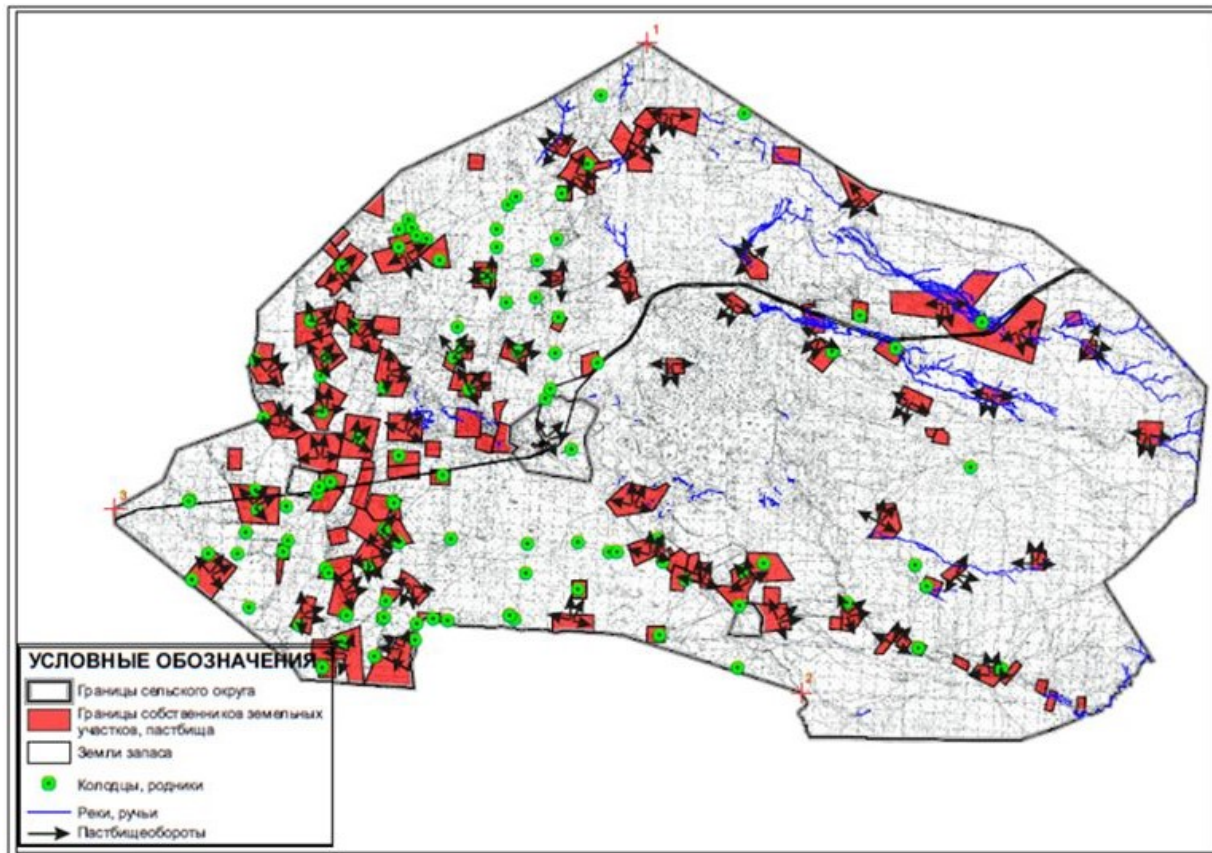 1
3
2
УСЛОВНЫЕ ОБОЗНАЧЕНИЯ
Границы сельского округа
Границы собственников земельных
участков, пастбища
Земли запаса
Колодцы, родники
Реки, ручьи
Пастбищеобороты